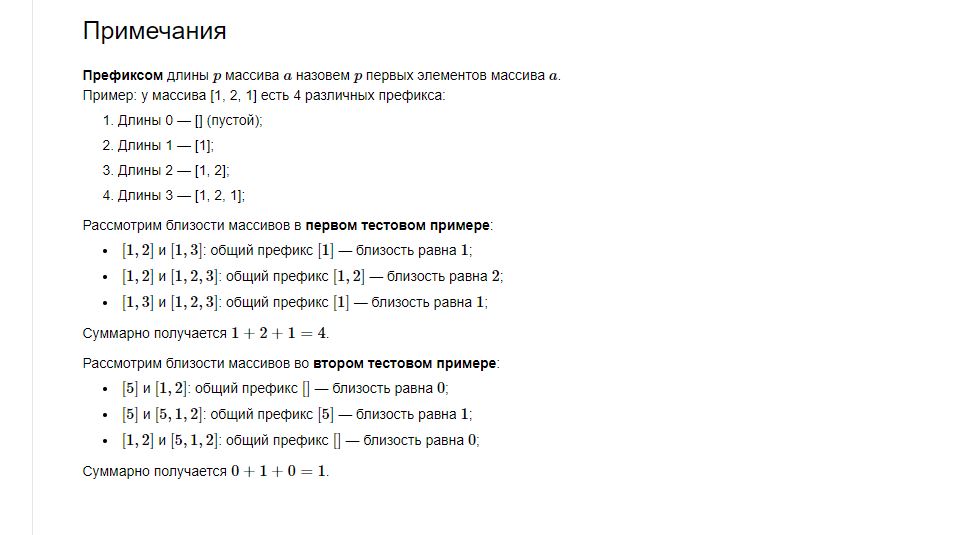 Примечания
Префиксом длины p массива a назовем p первых элементов массива a.
Пример: у массива [1, 2, 1] есть 4 различных префикса:
1. Длины 0 — [] (пустой);
2. Длины 1 — [1];
3. Длины 2 — [1, 2];
4. Длины 3 — [1, 2, 1];
Рассмотрим близости массивов в первом тестовом примере:
• [1, 2] и [1, 3]: общий префикс [1] — близость равна 1;
• [1, 2] и [1, 2, 3]: общий префикс [1, 2] — близость равна 2;
• [1, 3] и [1, 2, 3]: общий префикс [1] — близость равна 1;
Суммарно получается 1 + 2 + 1 = 4.
Рассмотрим близости массивов во втором тестовом примере:
• [5] и [1, 2]: общий префикс [] — близость равна 0;
• [5] и [5, 1, 2]: общий префикс [5] — близость равна 1;
• [1, 2] и [5, 1, 2]: общий префикс [] — близость равна 0;
Суммарно получается 0 + 1 + 0 = 1.